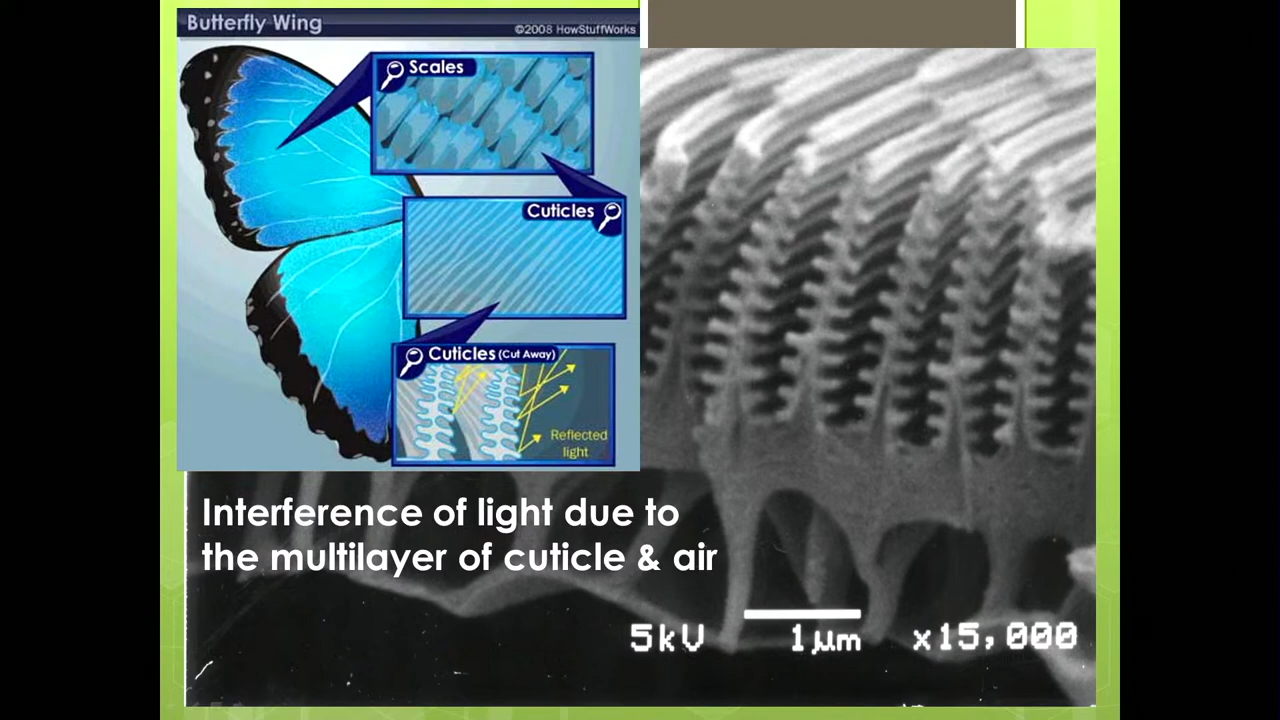 Butterfly Wing
©2008 HowStuffWorks
Scales
Cuticles
Cuticles (Cut Away)
Reflected
light
Interference of light due to
the multilayer of cuticle & air
5kV 1µm x15,000